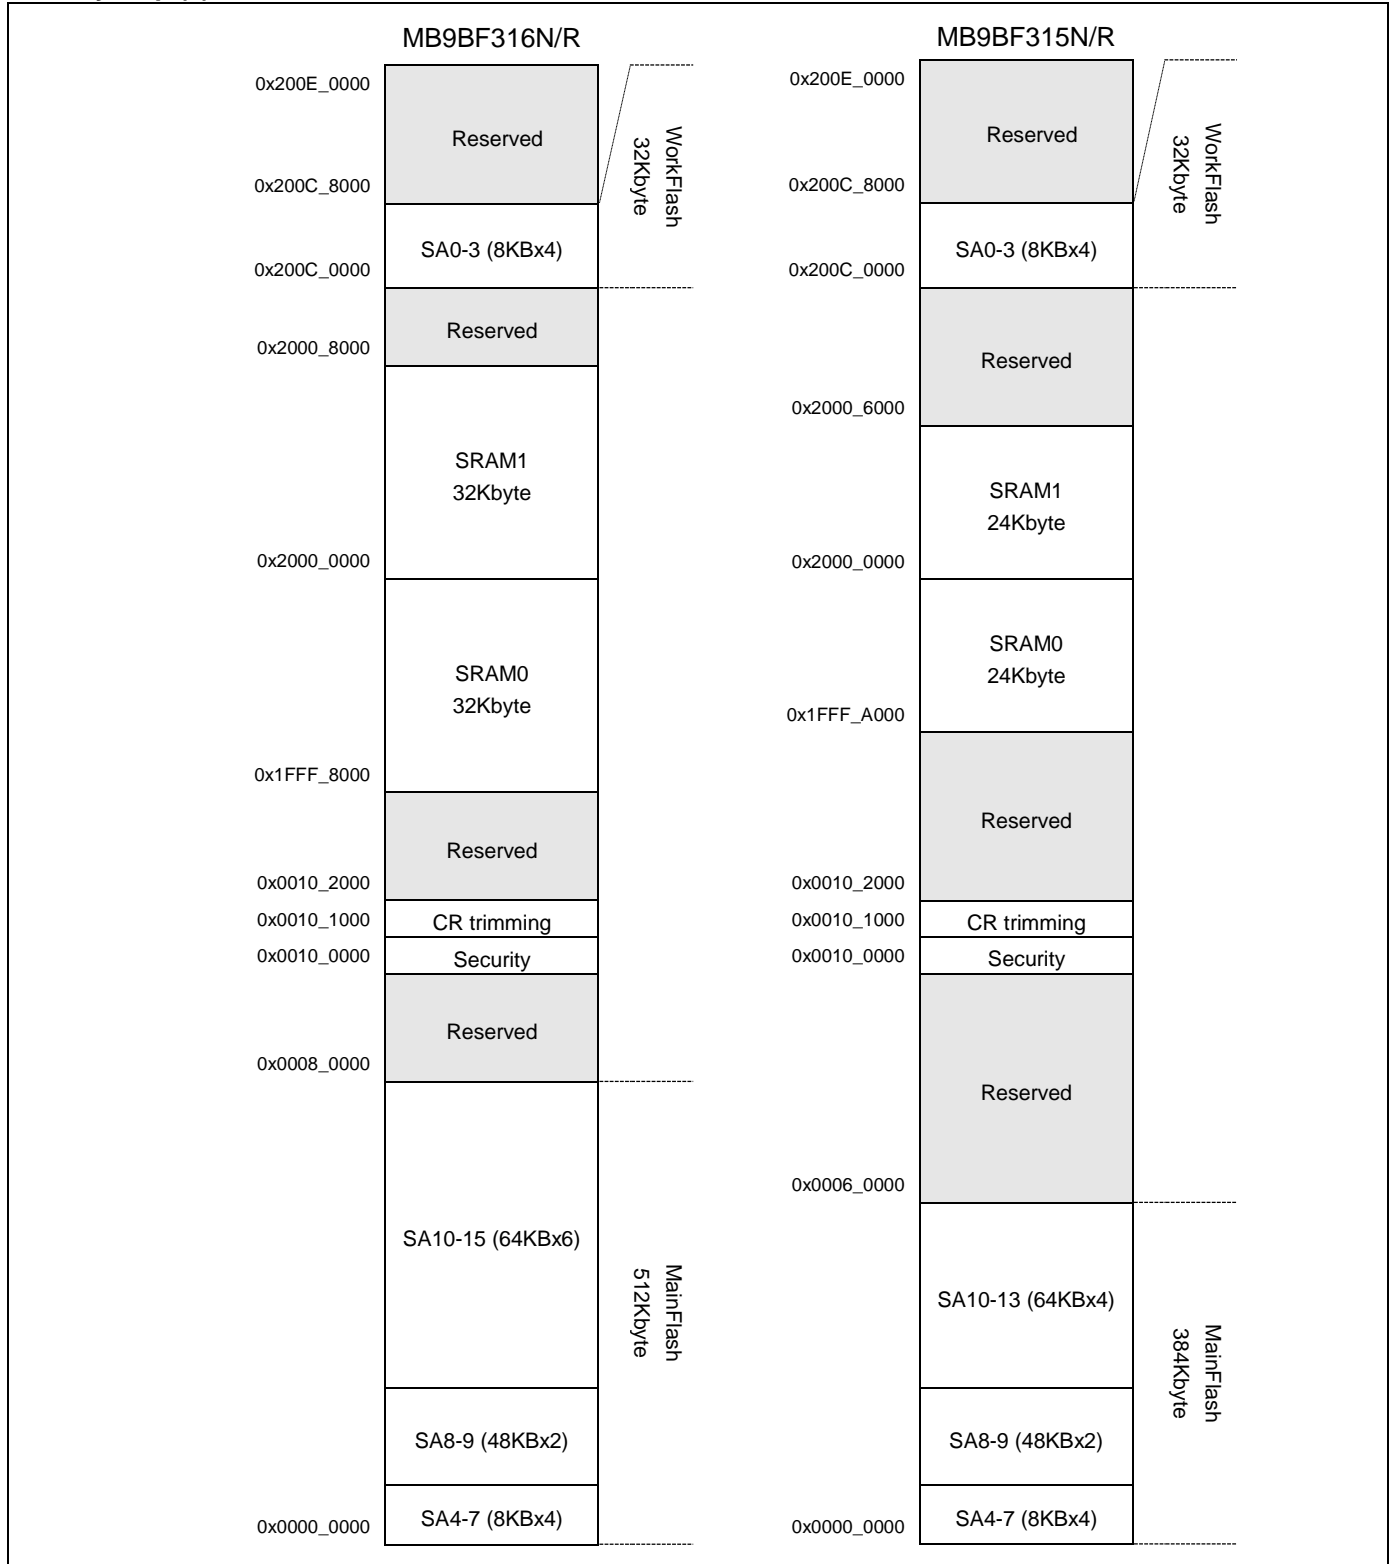 MB9BF316N/R
0x200E_0000
Reserved
0x200C_8000
SA0-3 (8KBx4)
0x200C_0000
Reserved
0x2000_8000
SRAM1
32Kbyte
0x2000_0000
SRAM0
32Kbyte
0x1FFF_8000
Reserved
0x0010_2000
0x0010_1000
CR trimming
0x0010_0000
Security
Reserved
0x0008_0000
SA10-15 (64KBx6)
SA8-9 (48KBx2)
SA4-7 (8KBx4)
0x0000_0000
WorkFlash
32Kbyte
MainFlash
512Kbyte
MB9BF315N/R
0x200E_0000
Reserved
0x200C_8000
SA0-3 (8KBx4)
0x200C_0000
Reserved
0x2000_6000
SRAM1
24Kbyte
0x2000_0000
SRAM0
24Kbyte
0x1FFF_A000
Reserved
0x0010_2000
0x0010_1000
CR trimming
0x0010_0000
Security
Reserved
0x0006_0000
SA10-13 (64KBx4)
SA8-9 (48KBx2)
SA4-7 (8KBx4)
0x0000_0000
WorkFlash
32Kbyte
MainFlash
384Kbyte